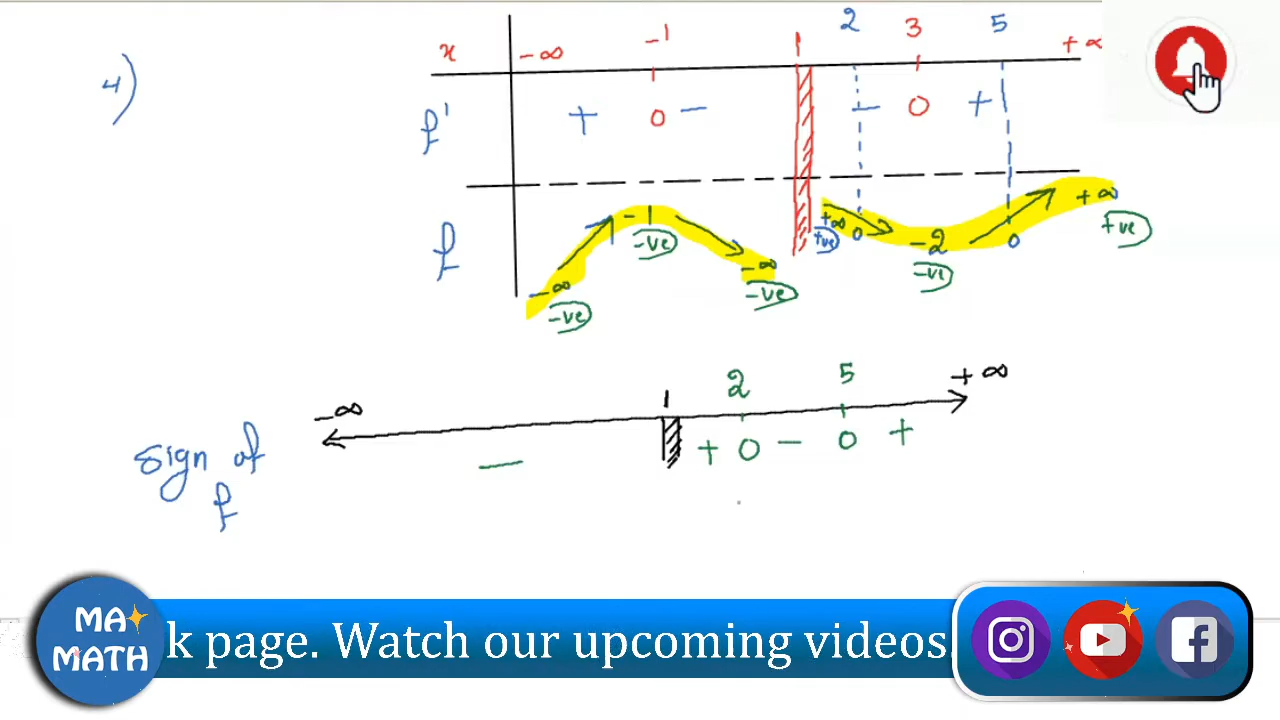 4)
x -∞ -1 1 2 3 5 +∞
f' + 0 - - 0 +
f -∞ -1 -∞ +∞ 0 -2 0 +∞
-ve -ve -ve +ve -ve +ve
-∞ 1 2 5 +∞
sign of f - + 0 - 0 +
MA MATH
k page. Watch our upcoming videos.